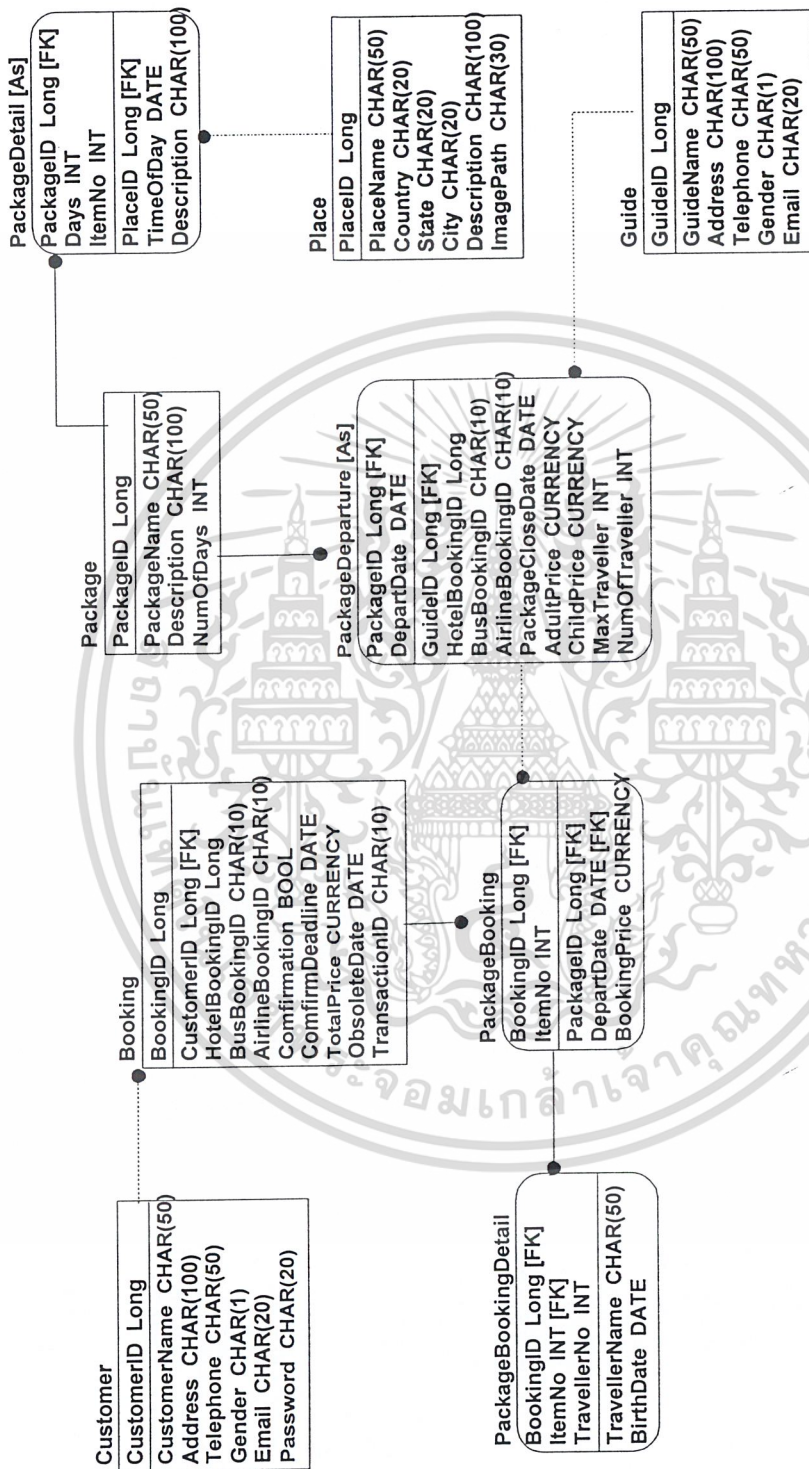 Customer
CustomerID Long
CustomerName CHAR(50)
Address CHAR(100)
Telephone CHAR(50)
Gender CHAR(1)
Email CHAR(20)
Password CHAR(20)
Booking
BookingID Long
CustomerID Long [FK]
HotelBookingID Long
BusBookingID CHAR(10)
AirlineBookingID CHAR(10)
Comfirmation BOOL
ComfirmDeadline DATE
TotalPrice CURRENCY
ObsoleteDate DATE
TransactionID CHAR(10)
Package
PackageID Long
PackageName CHAR(50)
Description CHAR(100)
NumOfDays INT
PackageDetail [As]
PackageID Long [FK]
Days INT
ItemNo INT
PlaceID Long [FK]
TimeOfDay DATE
Description CHAR(100)
PackageBookingDetail
BookingID Long [FK]
ItemNo INT [FK]
TravellerNo INT
TravellerName CHAR(50)
BirthDate DATE
PackageBooking
BookingID Long [FK]
ItemNo INT
PackageID Long [FK]
DepartDate DATE [FK]
BookingPrice CURRENCY
PackageDeparture [As]
PackageID Long [FK]
DepartDate DATE
GuideID Long [FK]
HotelBookingID Long
BusBookingID CHAR(10)
AirlineBookingID CHAR(10)
PackageCloseDate DATE
AdultPrice CURRENCY
ChildPrice CURRENCY
MaxTraveller INT
NumOfTraveller INT
Place
PlaceID Long
PlaceName CHAR(50)
Country CHAR(20)
State CHAR(20)
City CHAR(20)
Description CHAR(100)
ImagePath CHAR(30)
Guide
GuideID Long
GuideName CHAR(50)
Address CHAR(100)
Telephone CHAR(50)
Gender CHAR(1)
Email CHAR(20)